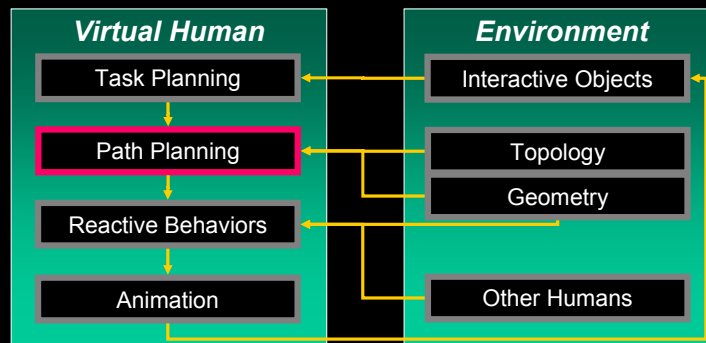 Virtual Human
Task Planning
Path Planning
Reactive Behaviors
Animation
Environment
Interactive Objects
Topology
Geometry
Other Humans